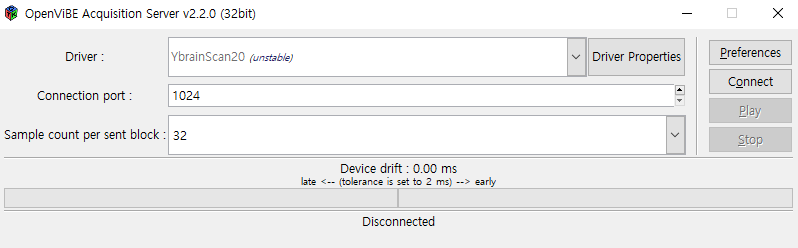 OpenViBE Acquisition Server v2.2.0 (32bit)
Driver :
YbrainScan20 (unstable)
Driver Properties
Preferences
Connection port :
1024
Connect
Sample count per sent block :
32
Play
Stop
Device drift : 0.00 ms
late <-- (tolerance is set to 2 ms) --> early
Disconnected